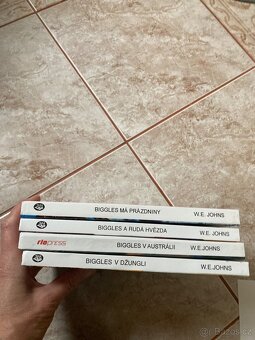 BIGGLES MÁ PRÁZDNINY W.E. JOHNS
BIGGLES A RUDÁ HVĚZDA W.E. JOHNS
riopress BIGGLES V AUSTRÁLII W.E.JOHNS
BIGGLES V DŽUNGLI W.E.JOHNS